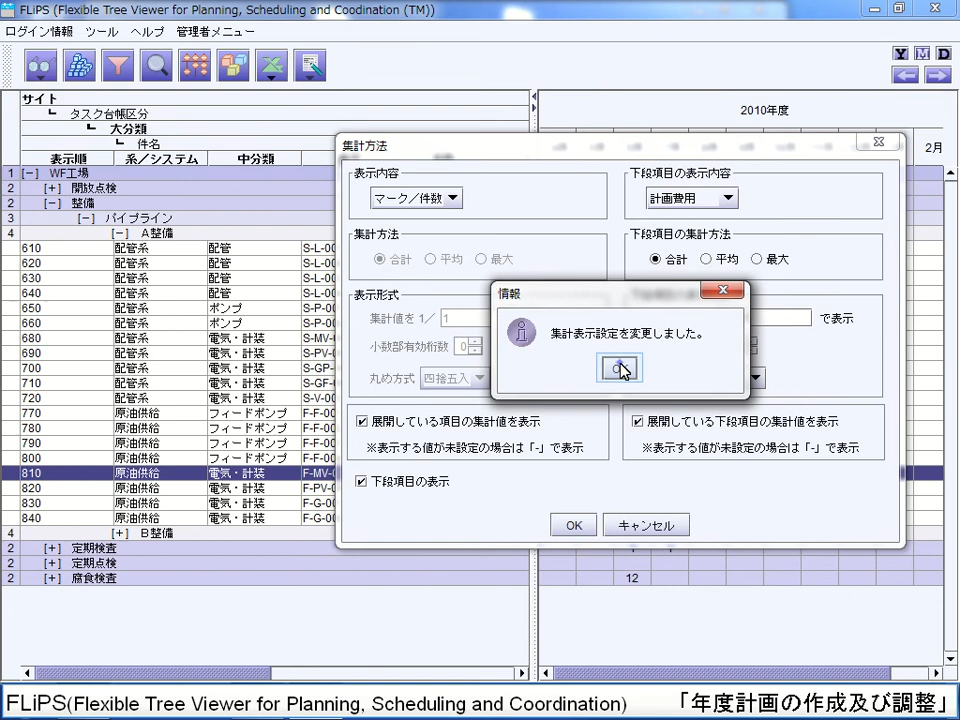 FLiPS (Flexible Tree Viewer for Planning, Scheduling and Coodination (TM))
ログイン情報 ツール ヘルプ 管理者メニュー
Y M D
サイト
タスク台帳区分
大分類
件名
表示順 系/システム 中分類
2010年度
2月
1 [-] WF工場
2 [+] 開放点検
2 [-] 整備
3 [-] パイプライン
4 [-] A整備
610 配管系 配管 S-L-00
620 配管系 配管 S-L-00
630 配管系 配管 S-L-00
640 配管系 配管 S-L-00
650 配管系 ポンプ S-P-00
660 配管系 ポンプ S-P-00
680 配管系 電気・計装 S-MV-
690 配管系 電気・計装 S-PV-
700 配管系 電気・計装 S-GP-
710 配管系 電気・計装 S-GF-
720 配管系 電気・計装 S-V-0
770 原油供給 フィードポンプ F-F-00
780 原油供給 フィードポンプ F-F-00
790 原油供給 フィードポンプ F-F-00
800 原油供給 フィードポンプ F-F-00
810 原油供給 電気・計装 F-MV-0
820 原油供給 電気・計装 F-PV-0
830 原油供給 電気・計装 F-G-00
840 原油供給 電気・計装 F-G-00
4 [+] B整備
2 [+] 定期検査
2 [+] 定期点検
2 [+] 腐食検査 12
集計方法
表示内容
マーク/件数
下段項目の表示内容
計画費用
集計方法
合計 平均 最大
下段項目の集計方法
合計 平均 最大
表示形式
集計値を 1/ 1
で表示
小数部有効桁数 0
丸め方式 四捨五入
情報
集計表示設定を変更しました。
展開している項目の集計値を表示
※表示する値が未設定の場合は「-」で表示
展開している下段項目の集計値を表示
※表示する値が未設定の場合は「-」で表示
下段項目の表示
OK キャンセル
FLiPS(Flexible Tree Viewer for Planning, Scheduling and Coordination) 「年度計画の作成及び調整」